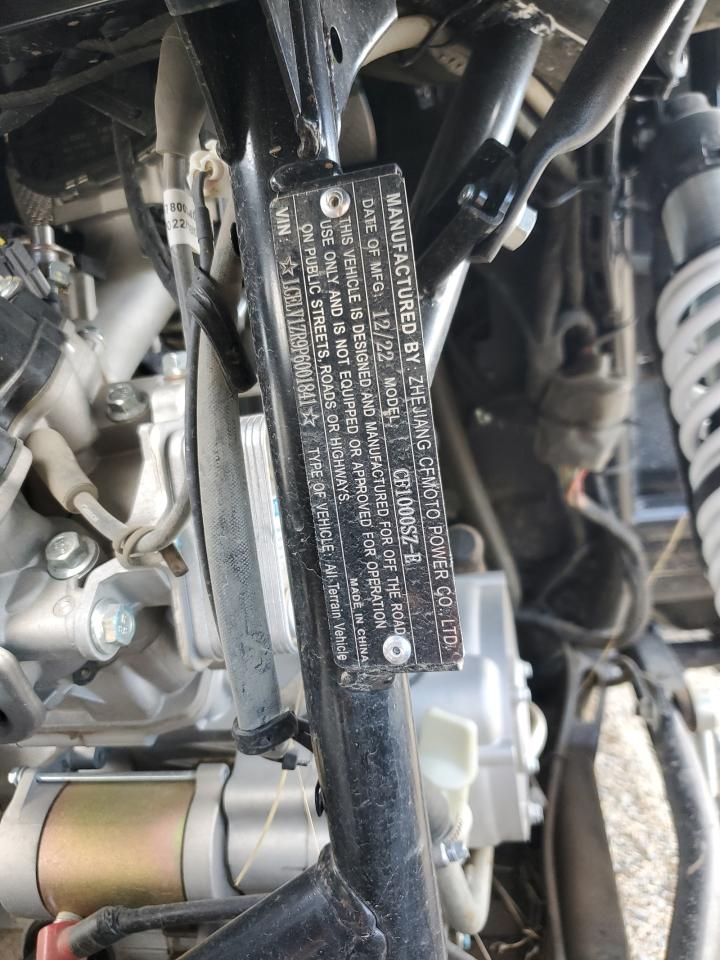 MANUFACTURED BY: ZHEJIANG CFMOTO POWER CO., LTD.
DATE OF MFG: 12/22 MODEL CF1000SZ-E
THIS VEHICLE IS DESIGNED AND MANUFACTURED FOR OFF THE ROAD
USE ONLY AND IS NOT EQUIPPED OR APPROVED FOR OPERATION
ON PUBLIC STREETS, ROADS OR HIGHWAYS. MADE IN CHINA
VIN: ☆LCELV1ZR9P6001841☆ TYPE OF VEHICLE: All-Terrain Vehicle